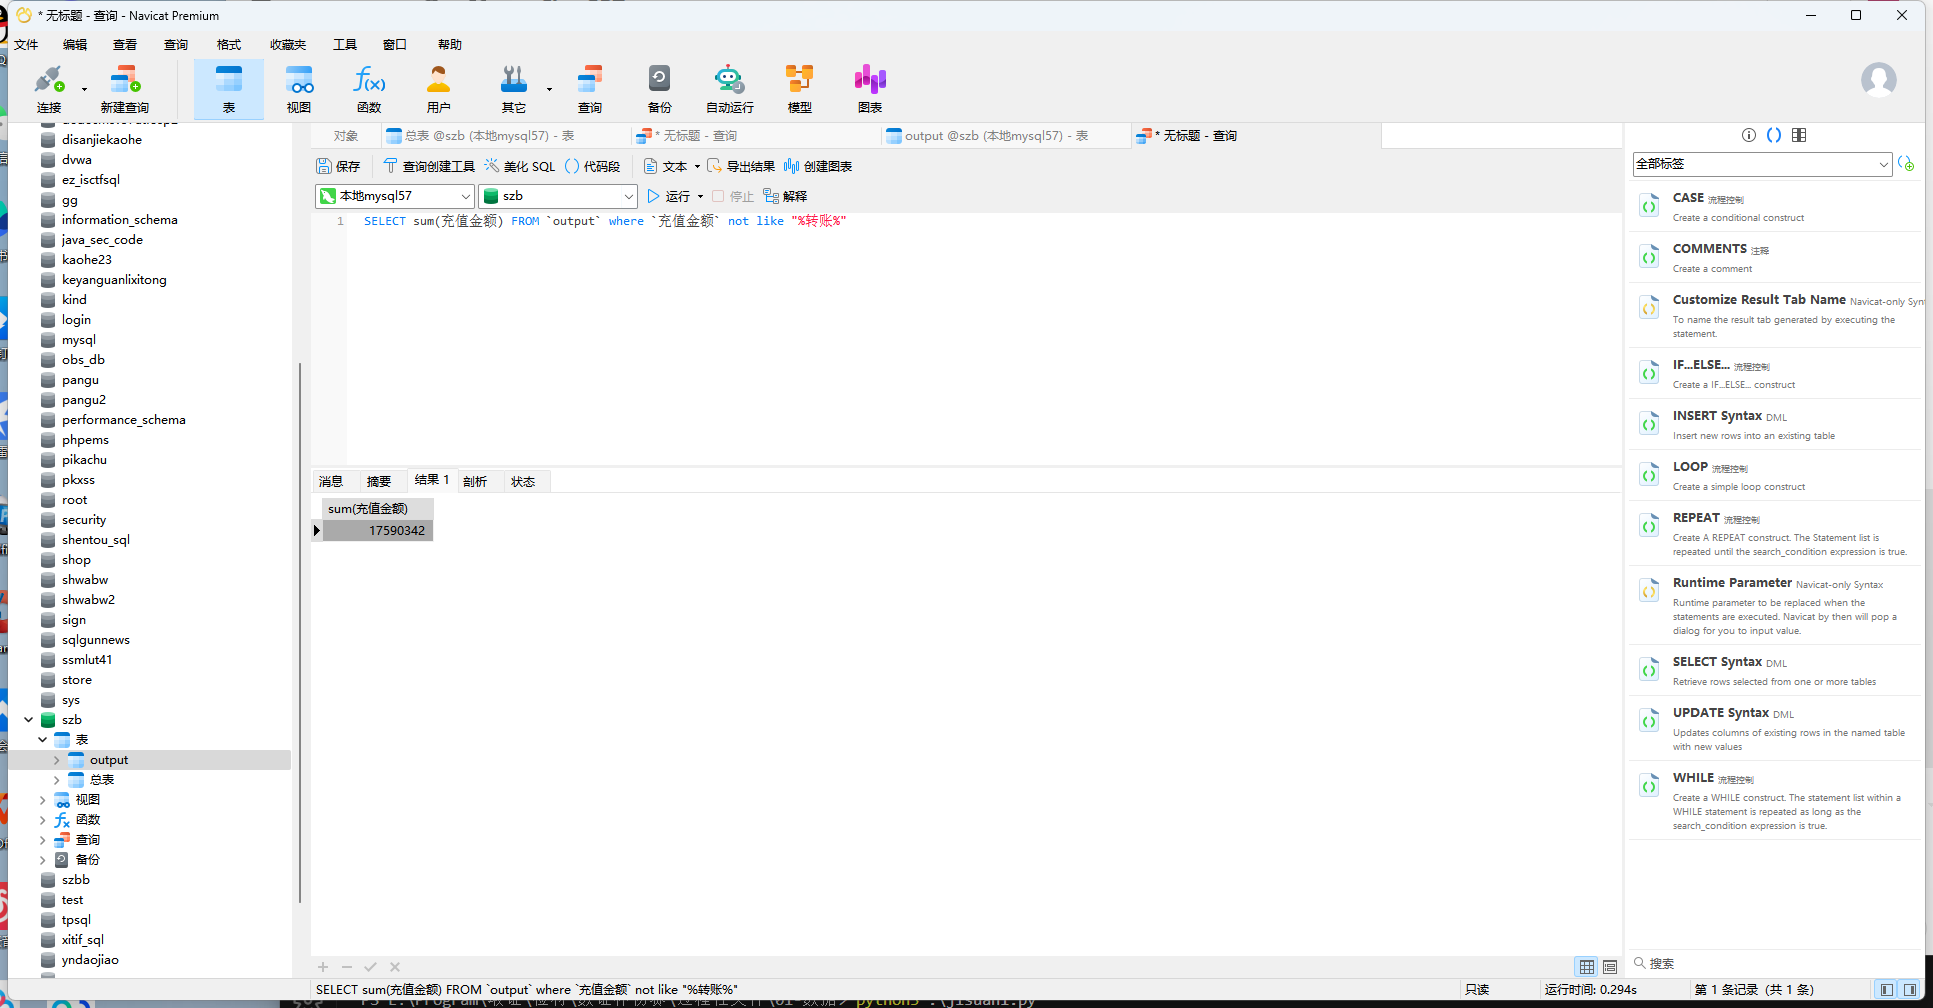 * 无标题 - 查询 - Navicat Premium
文件 编辑 查看 查询 格式 收藏夹 工具 窗口 帮助
连接 新建查询 表 视图 函数 用户 其它 查询 备份 自动运行 模型 图表
对象 总表 @szb (本地mysql57) - 表 * 无标题 - 查询 output @szb (本地mysql57) - 表 * 无标题 - 查询
保存 查询创建工具 美化 SQL 代码段 文本 导出结果 创建图表
本地mysql57 szb 运行 停止 解释
1 SELECT sum(充值金额) FROM `output` where `充值金额` not like "%转账%"
disanjiekaohe
dvwa
ez_isctfsql
gg
information_schema
java_sec_code
kaohe23
keyanguanlixitong
kind
login
mysql
obs_db
pangu
pangu2
performance_schema
phpems
pikachu
pkxss
root
security
shentou_sql
shop
shwabw
shwabw2
sign
sqlgunnews
ssmlut41
store
sys
szb
表
output
总表
视图
函数
查询
备份
szbb
test
tpsql
xitif_sql
yndaojiao
消息 摘要 结果 1 剖析 状态
sum(充值金额)
17590342
全部标签
CASE 流程控制
Create a conditional construct
COMMENTS 注释
Create a comment
Customize Result Tab Name Navicat-only Syn
To name the result tab generated by executing the
statement.
IF...ELSE... 流程控制
Create a IF...ELSE... construct
INSERT Syntax DML
Insert new rows into an existing table
LOOP 流程控制
Create a simple loop construct
REPEAT 流程控制
Create A REPEAT construct. The Statement list is
repeated until the search_condition expression is true.
Runtime Parameter Navicat-only Syntax
Runtime parameter to be replaced when the
statements are executed. Navicat by then will pop a
dialog for you to input value.
SELECT Syntax DML
Retrieve rows selected from one or more tables
UPDATE Syntax DML
Updates columns of existing rows in the named table
with new values
WHILE 流程控制
Create a WHILE construct. The statement list within a
WHILE statement is repeated as long as the
search_condition expression is true.
搜索
SELECT sum(充值金额) FROM `output` where `充值金额` not like "%转账%" 只读 运行时间: 0.294s 第 1 条记录 (共 1 条)